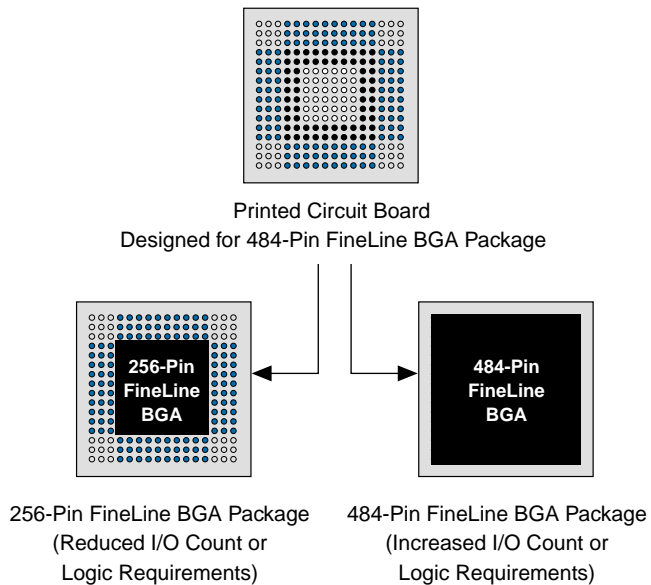 Printed Circuit Board
Designed for 484-Pin FineLine BGA Package
256-Pin
FineLine
BGA
484-Pin
FineLine
BGA
256-Pin FineLine BGA Package
(Reduced I/O Count or
Logic Requirements)
484-Pin FineLine BGA Package
(Increased I/O Count or
Logic Requirements)